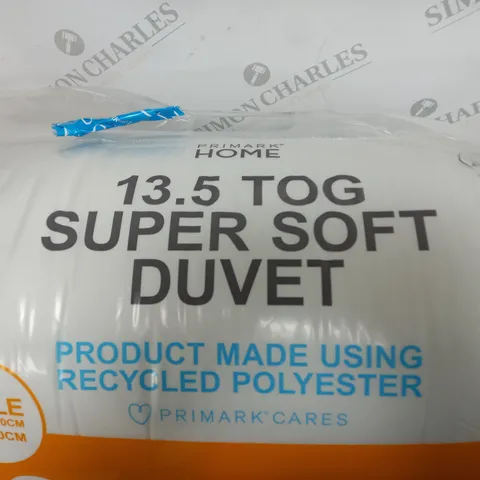 SIMON CHARLES
SIMON CHARLES
SIMON CHARLES
PRIMARK
HOME
13.5 TOG
SUPER SOFT
DUVET
PRODUCT MADE USING
RECYCLED POLYESTER
PRIMARK CARES